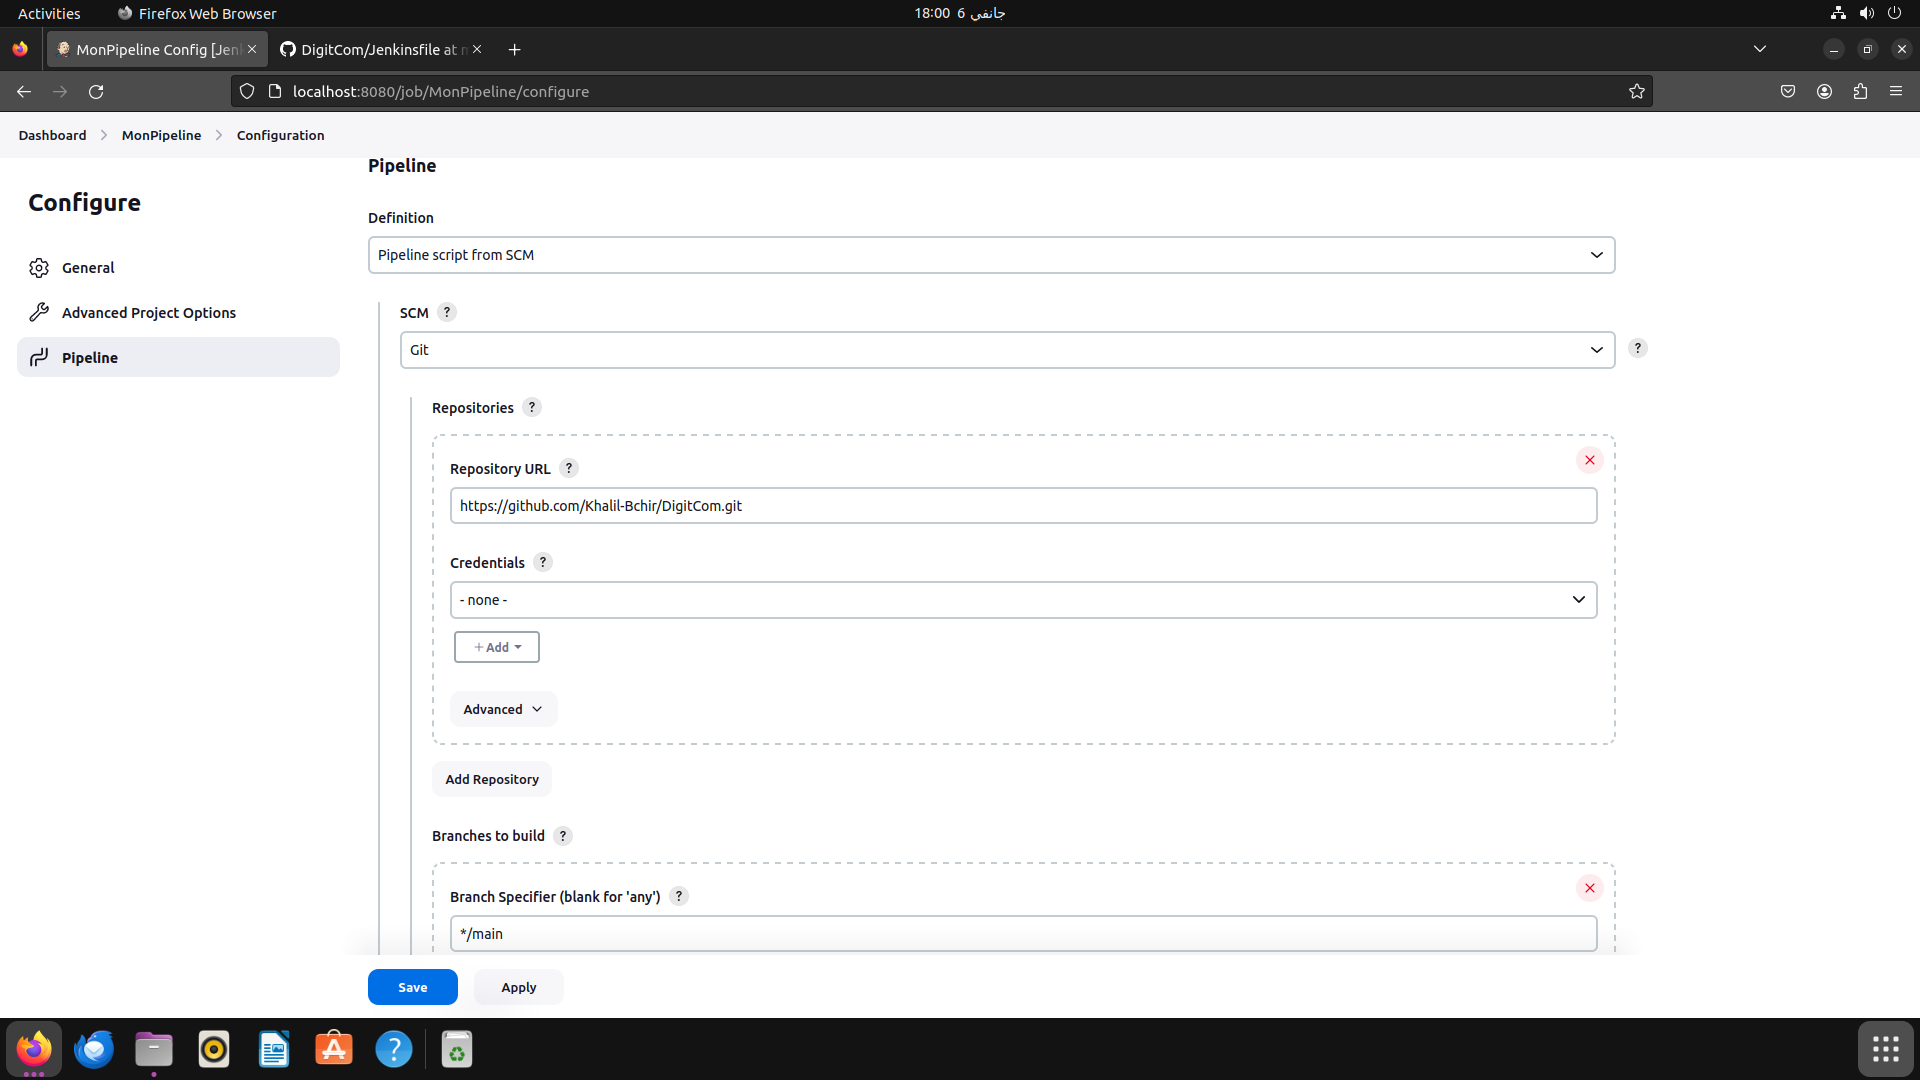 Activities
Firefox Web Browser
18:00 6 جانفي
MonPipeline Config [Jenk
DigitCom/Jenkinsfile at m
localhost:8080/job/MonPipeline/configure
Dashboard
MonPipeline
Configuration
Configure
General
Advanced Project Options
Pipeline
Pipeline
Definition
Pipeline script from SCM
SCM ?
Git
?
Repositories ?
Repository URL ?
https://github.com/Khalil-Bchir/DigitCom.git
Credentials ?
- none -
+ Add
Advanced
Add Repository
Branches to build ?
Branch Specifier (blank for 'any') ?
*/main
Save
Apply